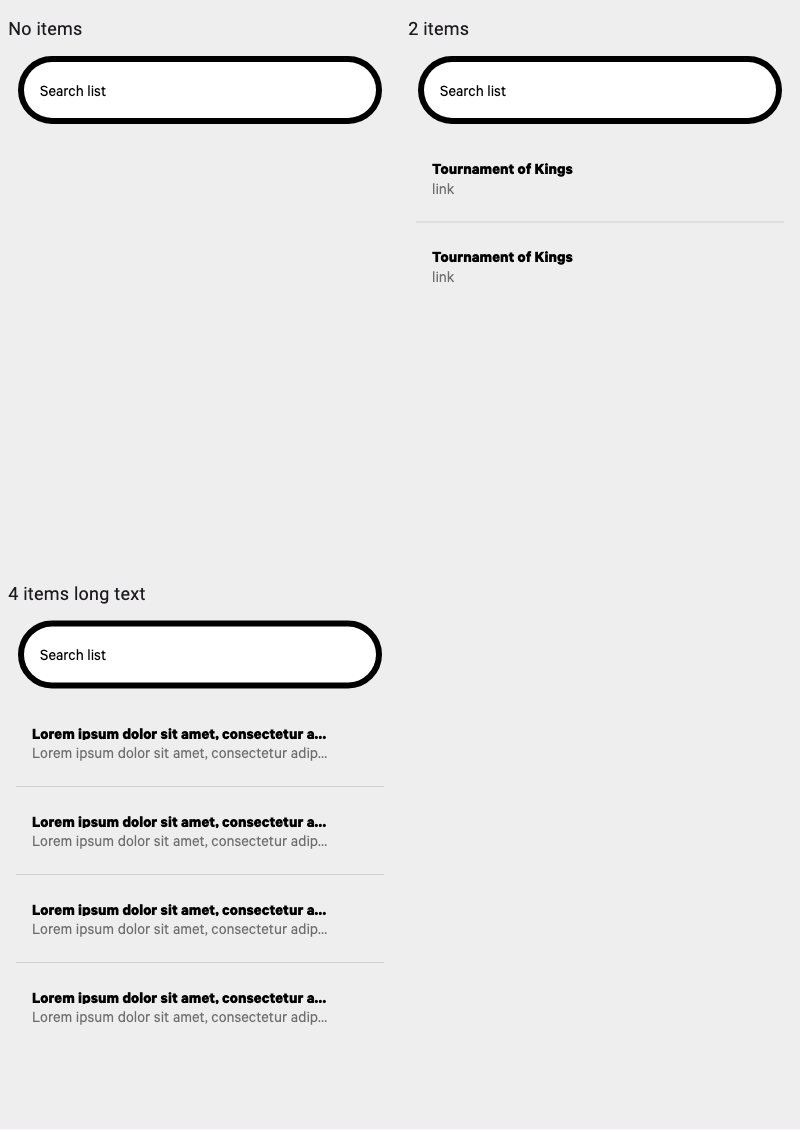 No items
Search list
2 items
Search list
Tournament of Kings
link
Tournament of Kings
link
4 items long text
Search list
Lorem ipsum dolor sit amet, consectetur a...
Lorem ipsum dolor sit amet, consectetur adip...
Lorem ipsum dolor sit amet, consectetur a...
Lorem ipsum dolor sit amet, consectetur adip...
Lorem ipsum dolor sit amet, consectetur a...
Lorem ipsum dolor sit amet, consectetur adip...
Lorem ipsum dolor sit amet, consectetur a...
Lorem ipsum dolor sit amet, consectetur adip...